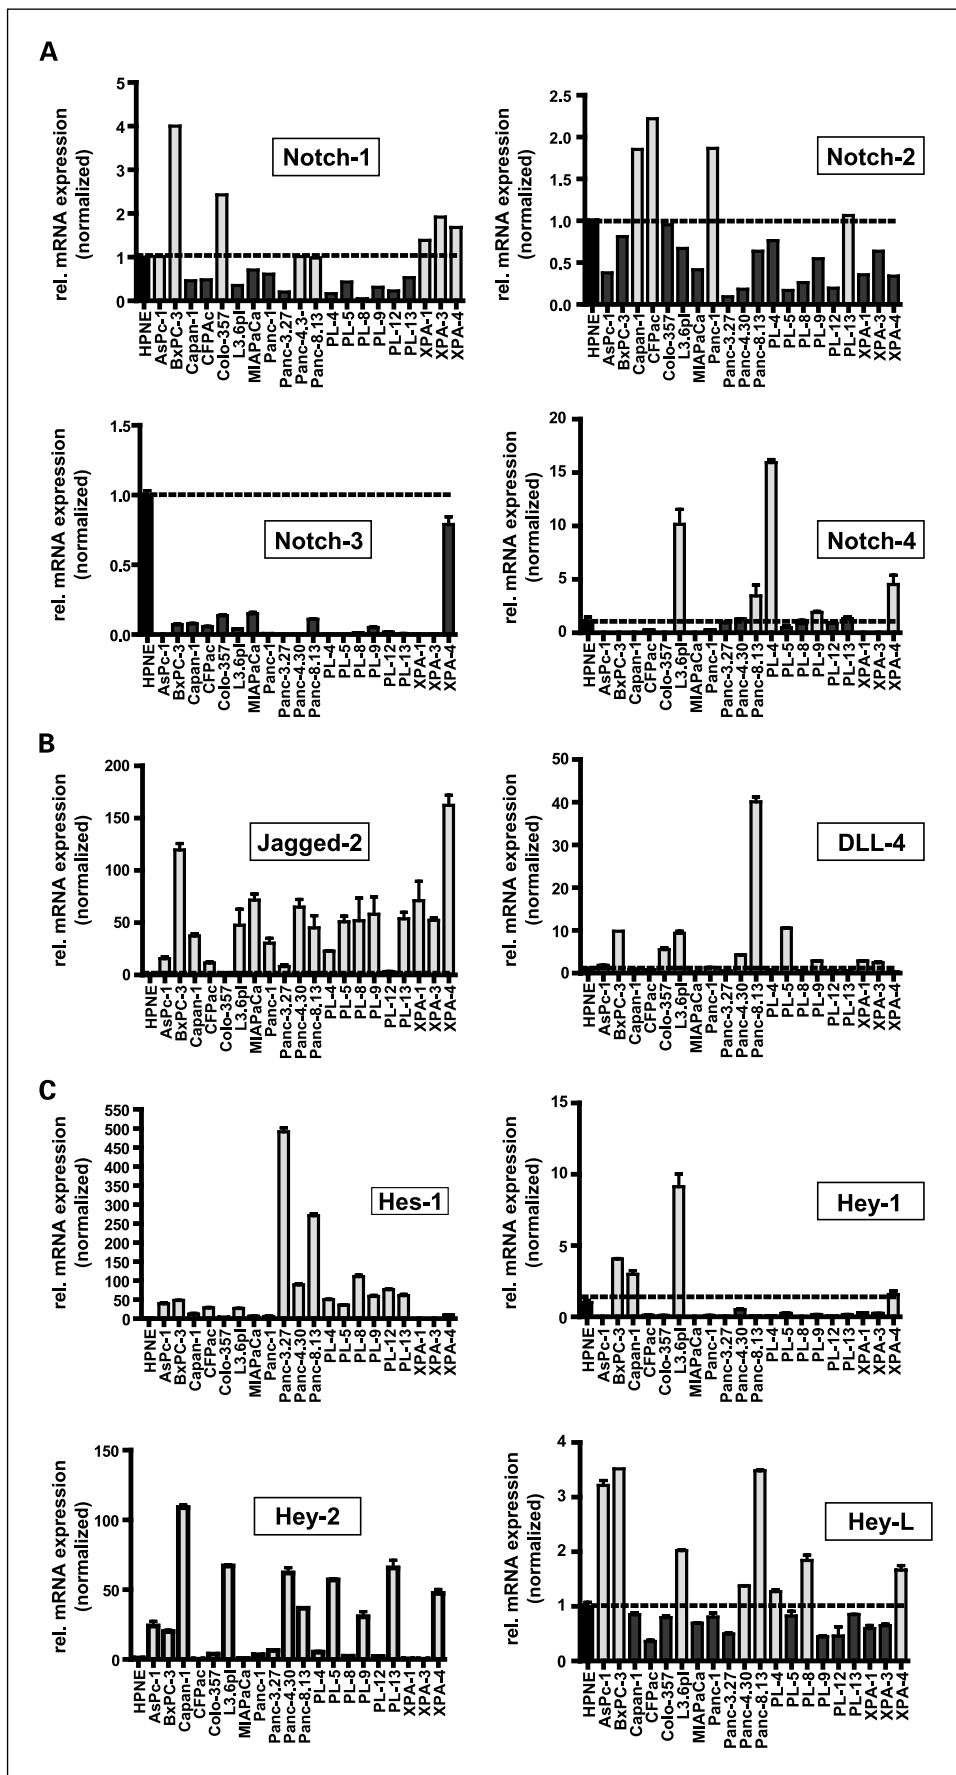 A
rel. mRNA expression
(normalized)
5
4
3
2
1
0
Notch-1
HPNE
AsPc-1
BxPC-3
Capan-1
CFPAc
Colo-357
L3.6pl
MIAPaCa
Panc-1
Panc-3.27
Panc-4.3-
Panc-8.13
PL-4
PL-5
PL-8
PL-9
PL-12
PL-13
XPA-1
XPA-3
XPA-4
rel. mRNA expression
(normalized)
2.5
2.0
1.5
1.0
0.5
0.0
Notch-2
HPNE
AsPc-1
BxPC-3
Capan-1
CFPac
Colo-357
L3.6pl
MIAPaCa
Panc-1
Panc-3.27
Panc-4.30
Panc-8.13
PL-4
PL-5
PL-8
PL-9
PL-12
PL-13
XPA-1
XPA-3
XPA-4
rel. mRNA expression
(normalized)
1.5
1.0
0.5
0.0
Notch-3
HPNE
AsPc-1
BxPC-3
Capan-1
CFPac
Colo-357
L3.6pl
MIAPaCa
Panc-1
Panc-3.27
Panc-4.30
Panc-8.13
PL-4
PL-5
PL-8
PL-9
PL-12
PL-13
XPA-1
XPA-3
XPA-4
rel. mRNA expression
(normalized)
20
15
10
5
0
Notch-4
HPNE
AsPc-1
BxPC-3
Capan-1
CFPac
Colo-357
L3.6pl
MIAPaCa
Panc-1
Panc-3.27
Panc-4.30
Panc-8.13
PL-4
PL-5
PL-8
PL-9
PL-12
PL-13
XPA-1
XPA-3
XPA-4
B
rel. mRNA expression
(normalized)
200
150
100
50
0
Jagged-2
HPNE
AsPc-1
BxPC-3
Capan-1
CFPac
Colo-357
L3.6pl
MIAPaCa
Panc-1
Panc-3.27
Panc-4.30
Panc-8.13
PL-4
PL-5
PL-8
PL-9
PL-12
PL-13
XPA-1
XPA-3
XPA-4
rel. mRNA expression
(normalized)
50
40
30
20
10
0
DLL-4
HPNE
AsPc-1
BxPC-3
Capan-1
CFPac
Colo-357
L3.6pl
MIAPaCa
Panc-1
Panc-3.27
Panc-4.30
Panc-8.13
PL-4
PL-5
PL-8
PL-9
PL-12
PL-13
XPA-1
XPA-3
XPA-4
C
rel. mRNA expression
(normalized)
550
500
450
400
350
300
250
200
150
100
50
0
Hes-1
HPNE
AsPc-1
BxPC-3
Capan-1
CFPac
Colo-357
L3.6pl
MIAPaCa
Panc-1
Panc-3.27
Panc-4.30
Panc-8.13
PL-4
PL-5
PL-8
PL-9
PL-12
PL-13
XPA-1
XPA-3
XPA-4
rel. mRNA expression
(normalized)
15
10
5
0
Hey-1
HPNE
AsPc-1
BxPC-3
Capan-1
CFPac
Colo-357
L3.6pl
MIAPaCa
Panc-1
Panc-3.27
Panc-4.30
Panc-8.13
PL-4
PL-5
PL-8
PL-9
PL-12
PL-13
XPA-1
XPA-3
XPA-4
rel. mRNA expression
(normalized)
150
100
50
0
Hey-2
HPNE
AsPc-1
BxPC-3
Capan-1
CFPac
Colo-357
L3.6pl
MIAPaCa
Panc-1
Panc-3.27
Panc-4.30
Panc-8.13
PL-4
PL-5
PL-8
PL-9
PL-12
PL-13
XPA-1
XPA-3
XPA-4
rel. mRNA expression
(normalized)
4
3
2
1
0
Hey-L
HPNE
AsPc-1
BxPC-3
Capan-1
CFPac
Colo-357
L3.6pl
MIAPaCa
Panc-1
Panc-3.27
Panc-4.30
Panc-8.13
PL-4
PL-5
PL-8
PL-9
PL-12
PL-13
XPA-1
XPA-3
XPA-4